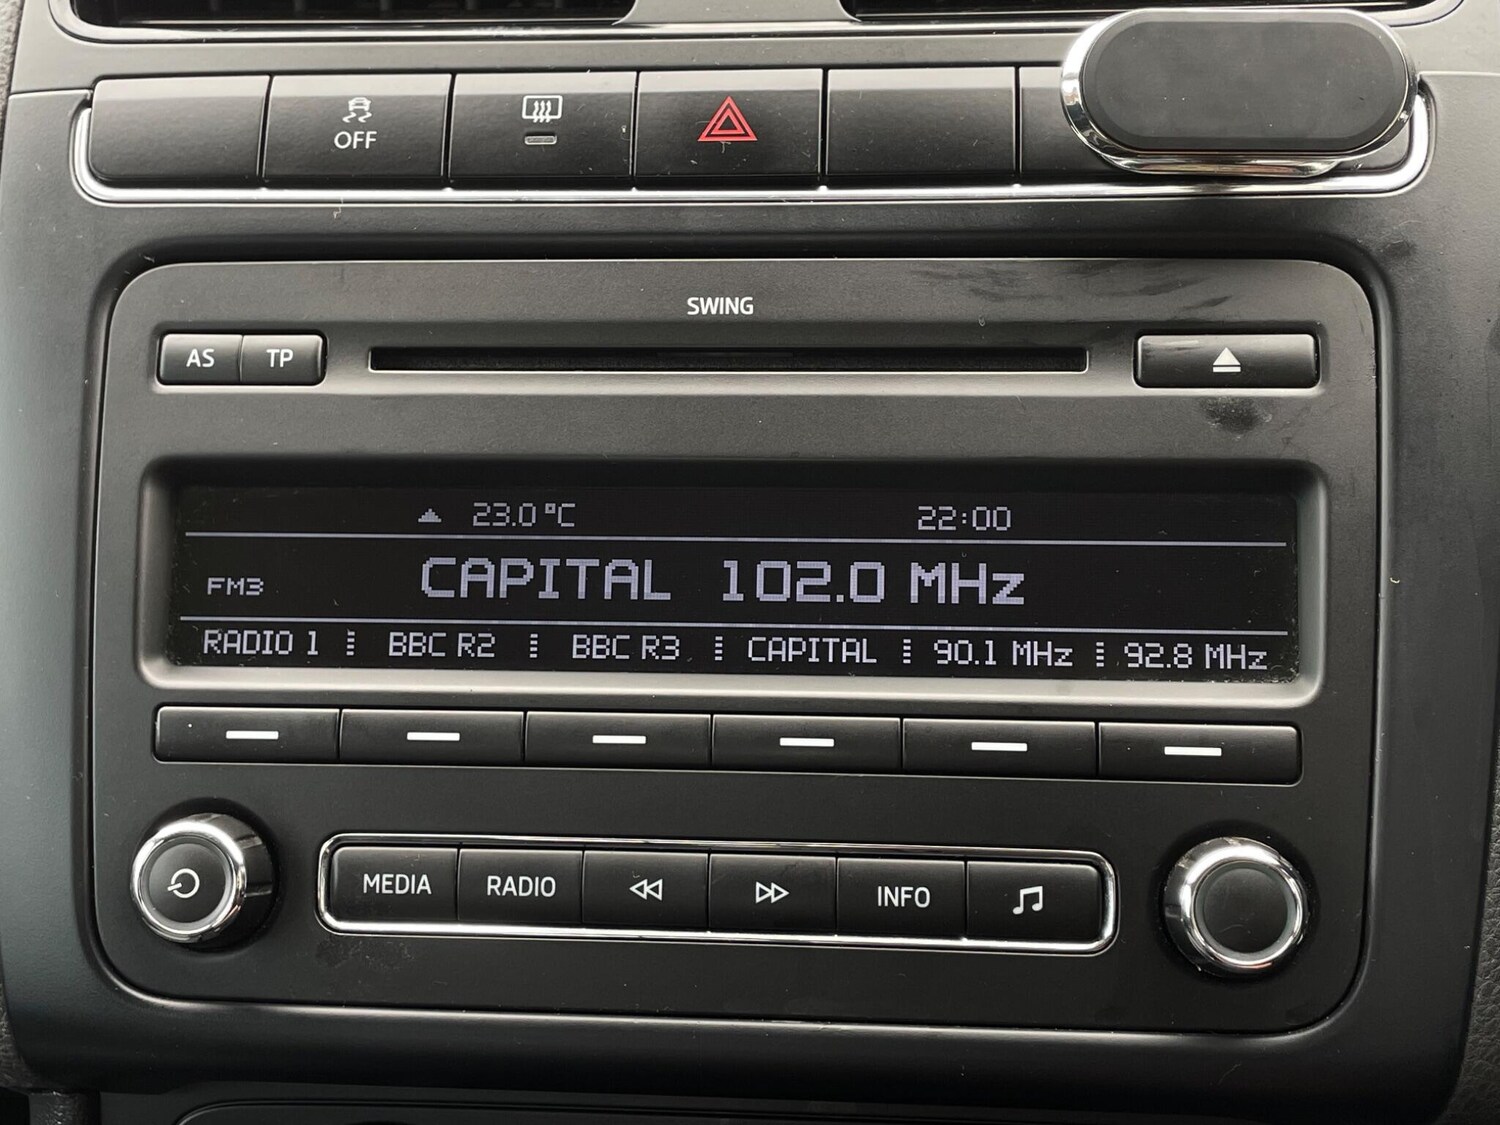 OFF
SWING
AS TP
23.0 °C 22:00
FM3 CAPITAL 102.0 MHz
RADIO 1 BBC R2 BBC R3 CAPITAL 90.1 MHz 92.8 MHz
MEDIA RADIO INFO